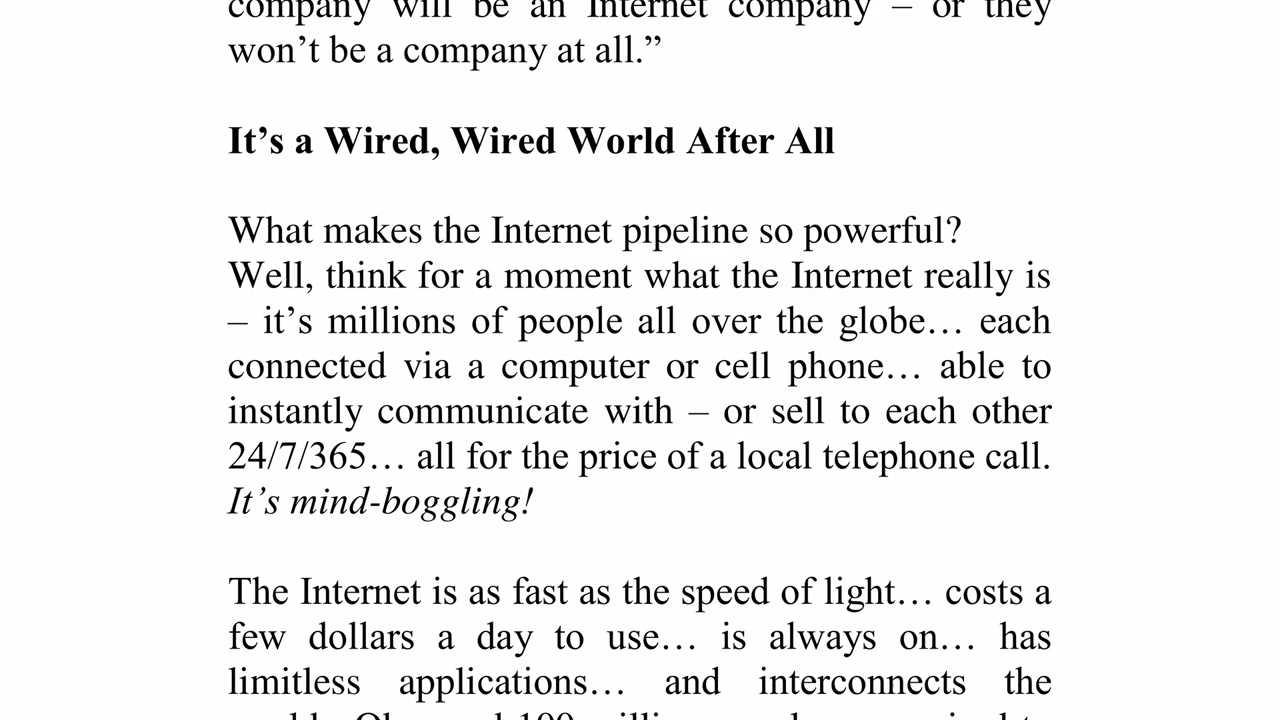 company will be an Internet company – or they
won’t be a company at all.”
It’s a Wired, Wired World After All
What makes the Internet pipeline so powerful?
Well, think for a moment what the Internet really is
– it’s millions of people all over the globe… each
connected via a computer or cell phone… able to
instantly communicate with – or sell to each other
24/7/365… all for the price of a local telephone call.
It’s mind-boggling!
The Internet is as fast as the speed of light… costs a
few dollars a day to use… is always on… has
limitless applications… and interconnects the